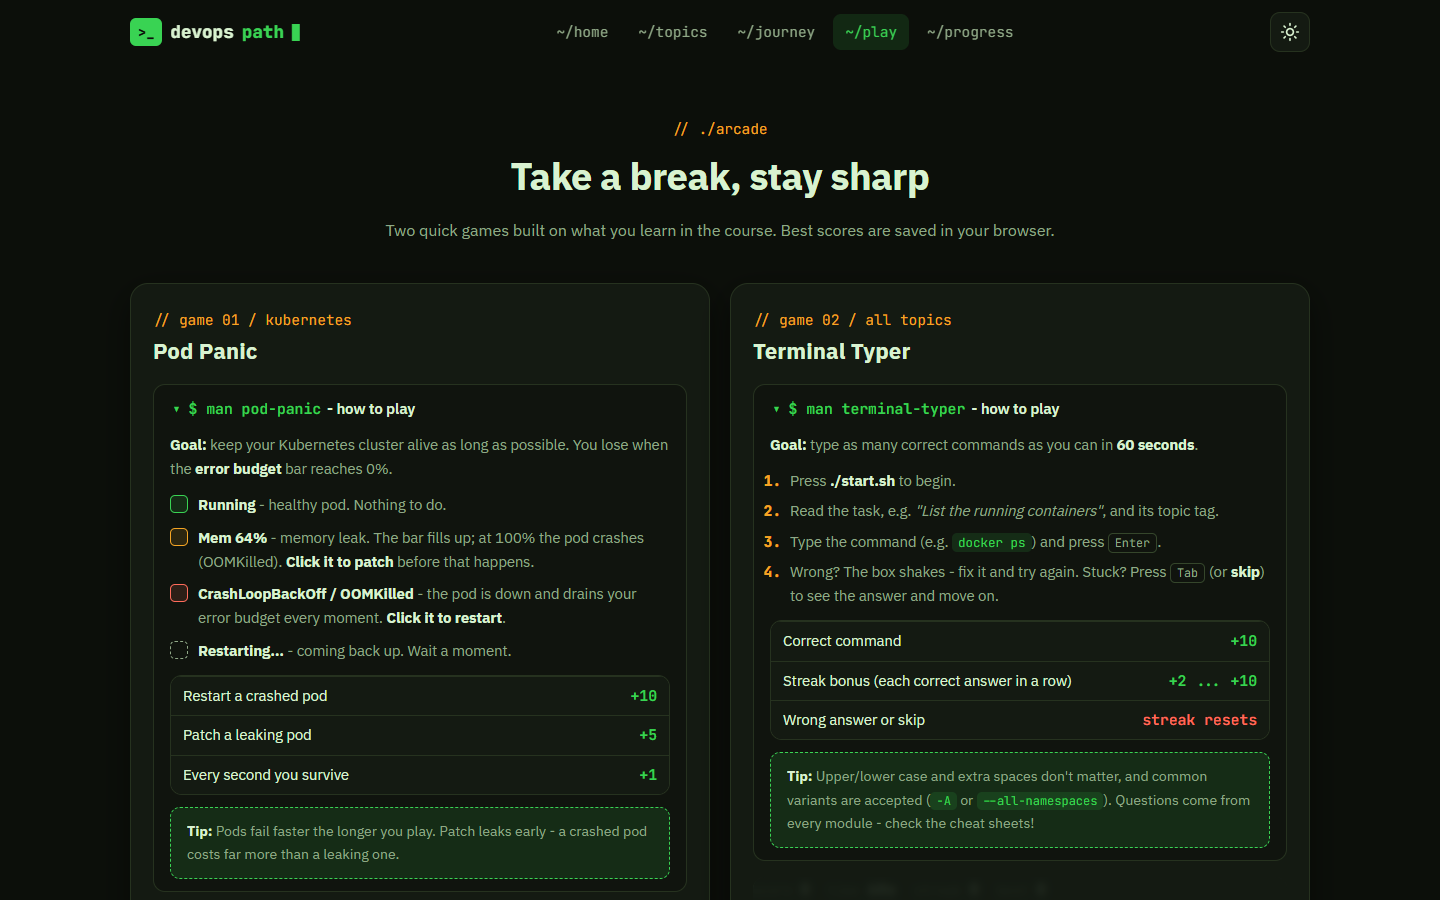 >_ devops path
~/home
~/topics
~/journey
~/play
~/progress
// ./arcade
Take a break, stay sharp
Two quick games built on what you learn in the course. Best scores are saved in your browser.
// game 01 / kubernetes
Pod Panic
▾ $ man pod-panic - how to play
Goal: keep your Kubernetes cluster alive as long as possible. You lose when
the error budget bar reaches 0%.
Running - healthy pod. Nothing to do.
Mem 64% - memory leak. The bar fills up; at 100% the pod crashes
(OOMKilled). Click it to patch before that happens.
CrashLoopBackOff / OOMKilled - the pod is down and drains your
error budget every moment. Click it to restart.
Restarting... - coming back up. Wait a moment.
Restart a crashed pod +10
Patch a leaking pod +5
Every second you survive +1
Tip: Pods fail faster the longer you play. Patch leaks early - a crashed pod
costs far more than a leaking one.
// game 02 / all topics
Terminal Typer
▾ $ man terminal-typer - how to play
Goal: type as many correct commands as you can in 60 seconds.
1. Press ./start.sh to begin.
2. Read the task, e.g. "List the running containers", and its topic tag.
3. Type the command (e.g. docker ps) and press Enter.
4. Wrong? The box shakes - fix it and try again. Stuck? Press Tab (or skip)
to see the answer and move on.
Correct command +10
Streak bonus (each correct answer in a row) +2 ... +10
Wrong answer or skip streak resets
Tip: Upper/lower case and extra spaces don't matter, and common
variants are accepted (-A or --all-namespaces). Questions come from
every module - check the cheat sheets!